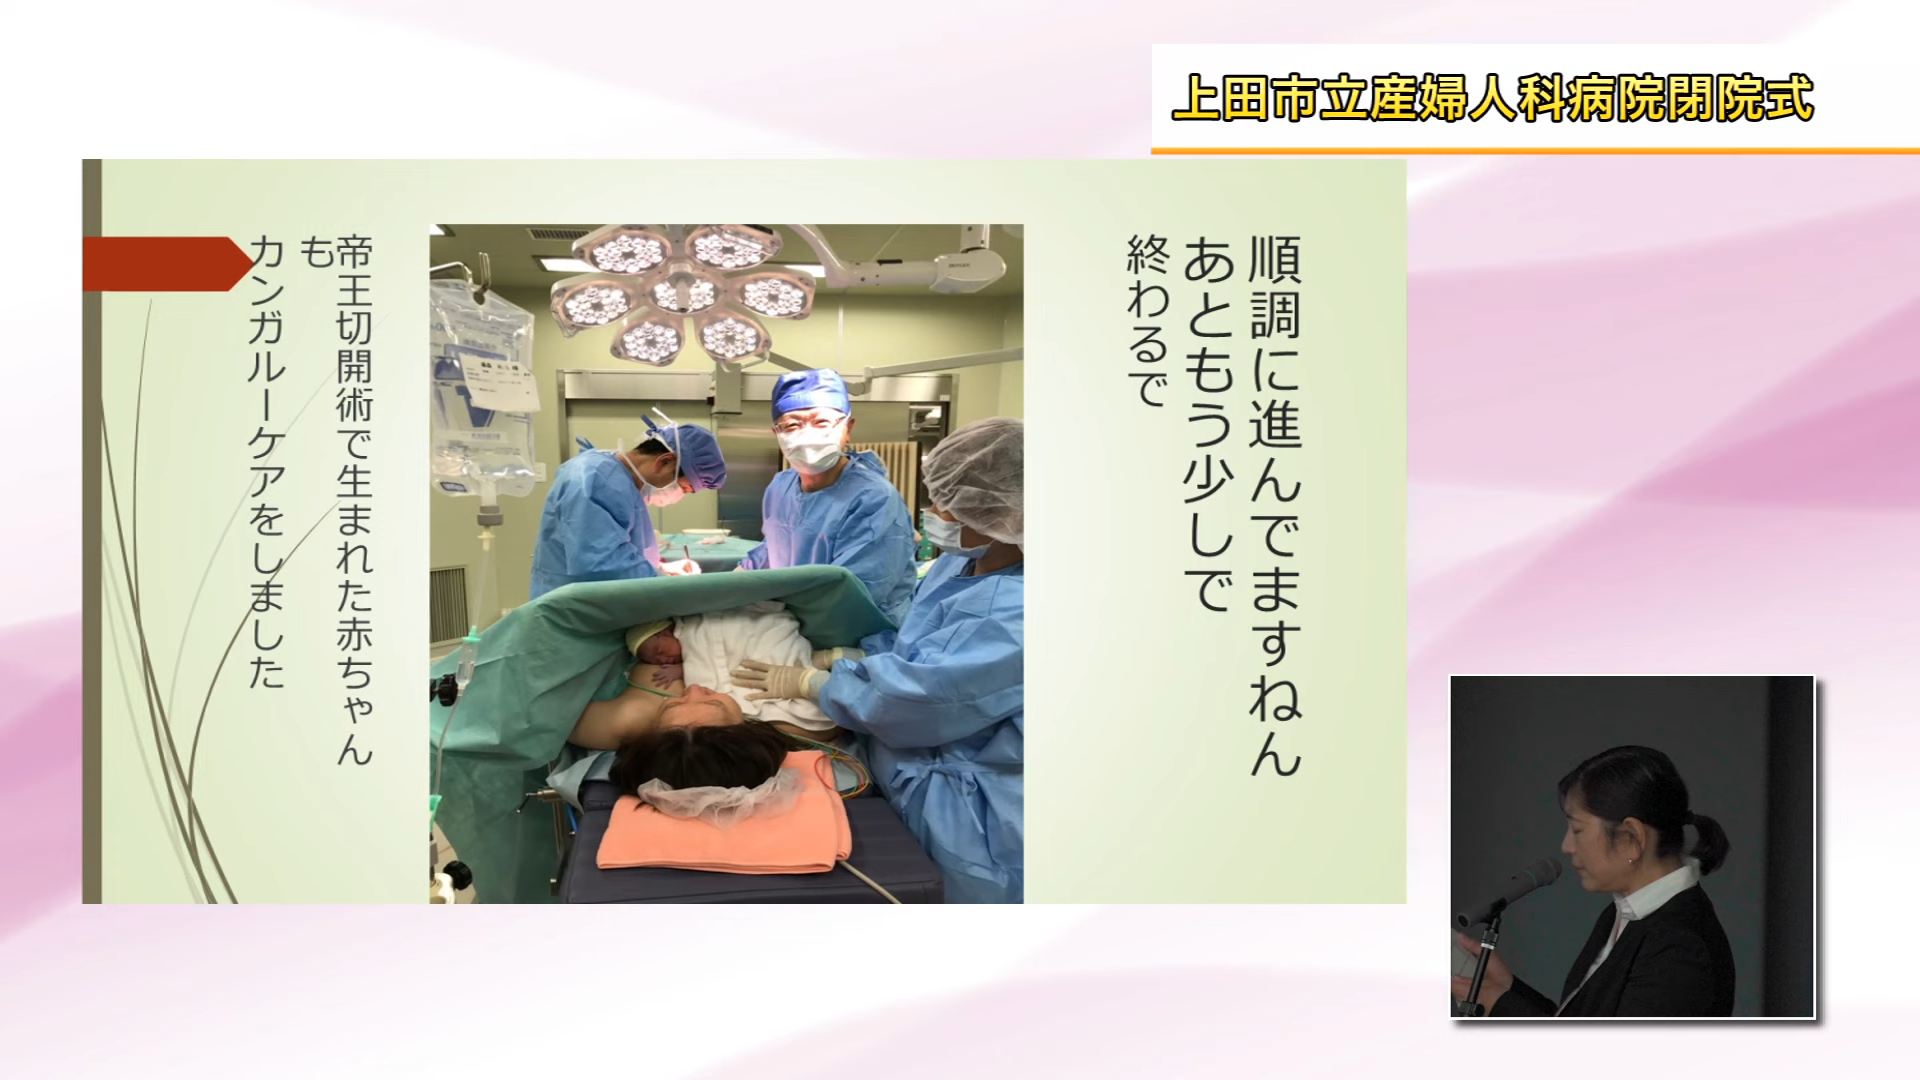 上田市立産婦人科病院閉院式
順調に進んでますねん
あともう少しで
終わるで
帝王切開術で生まれた赤ちゃん
も
カンガルーケアをしました